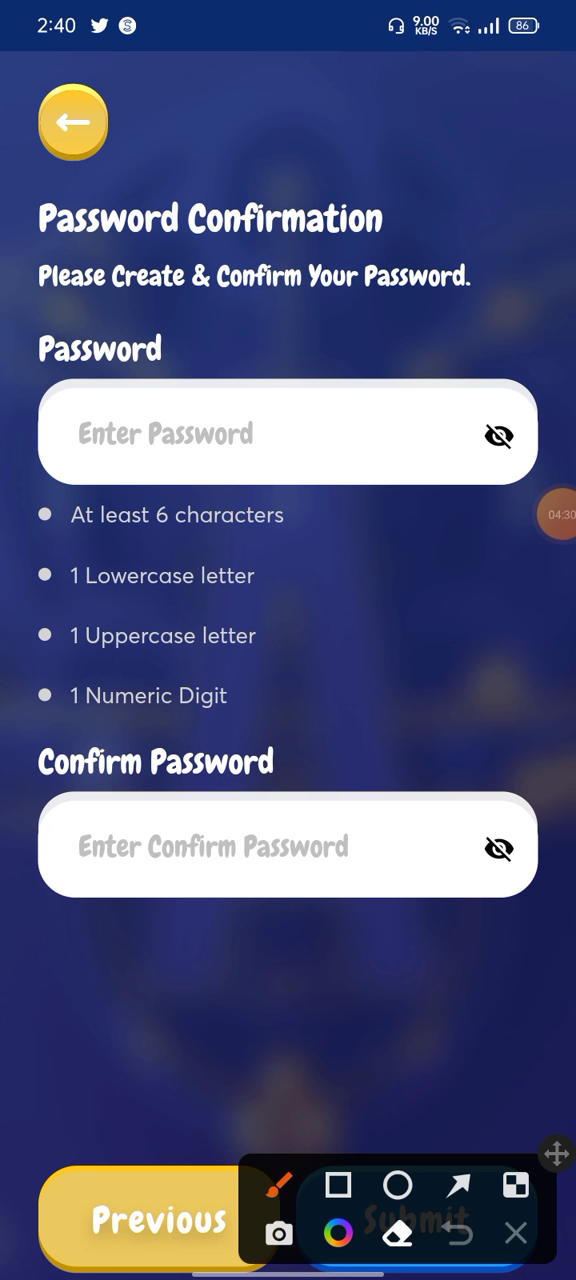 2:40
9.00
KB/S
86
Password Confirmation
Please Create & Confirm Your Password.
Password
Enter Password
At least 6 characters
04:30
1 Lowercase letter
1 Uppercase letter
1 Numeric Digit
Confirm Password
Enter Confirm Password
Previous
Submit